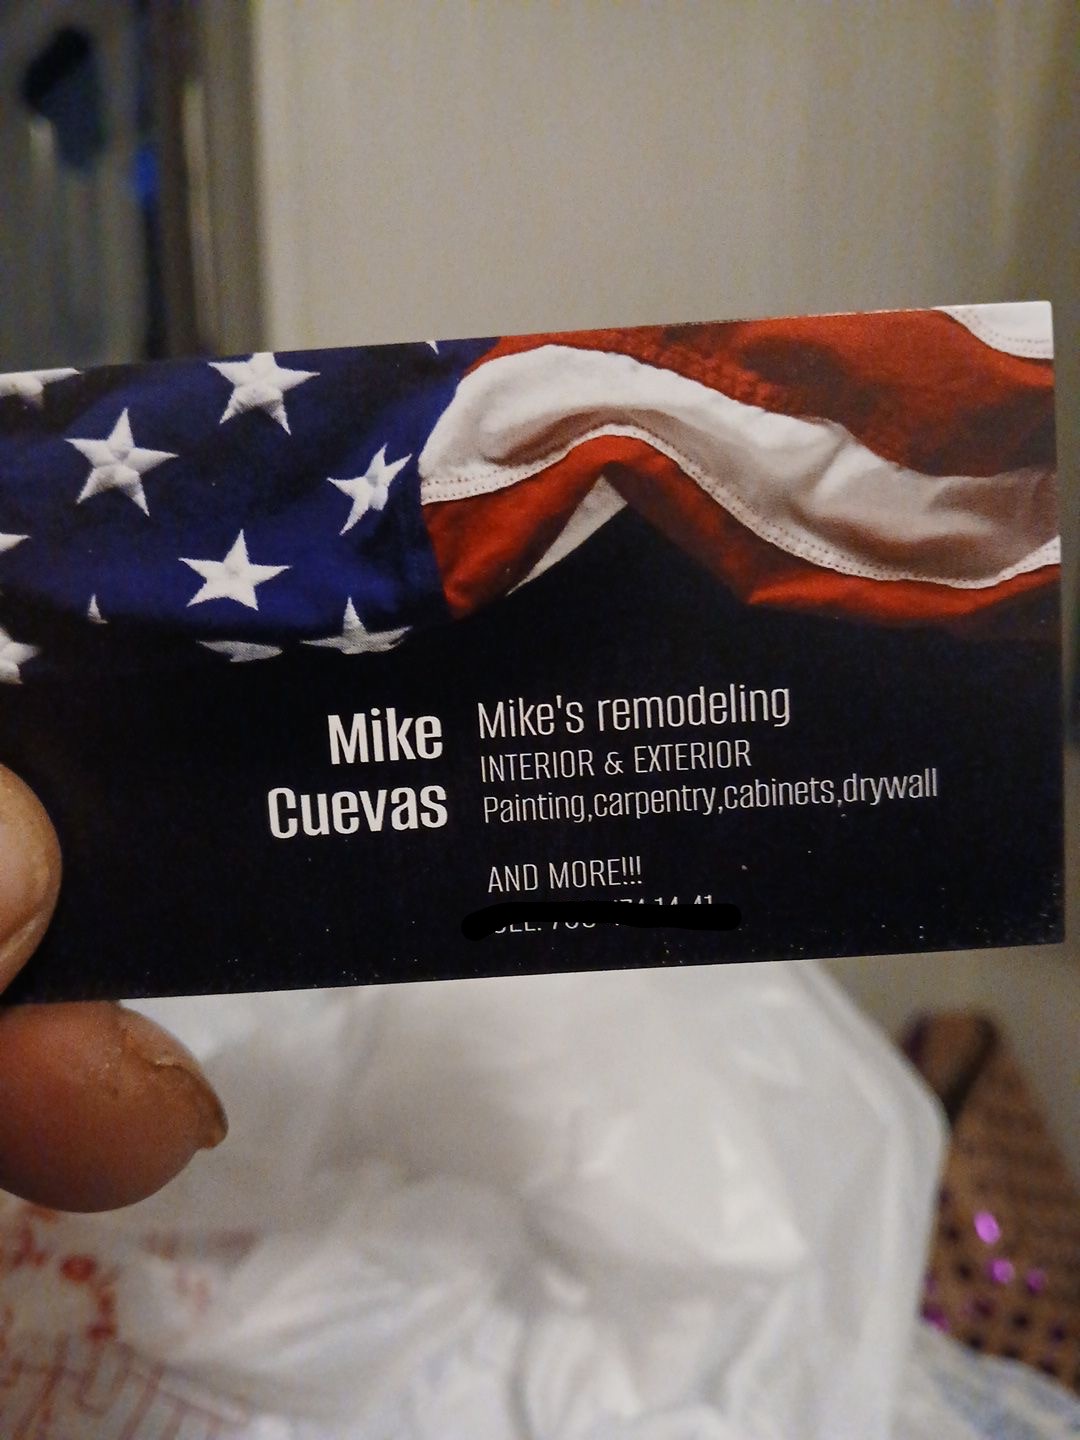 Mike
Cuevas
Mike's remodeling
INTERIOR & EXTERIOR
Painting,carpentry,cabinets,drywall
AND MORE!!!